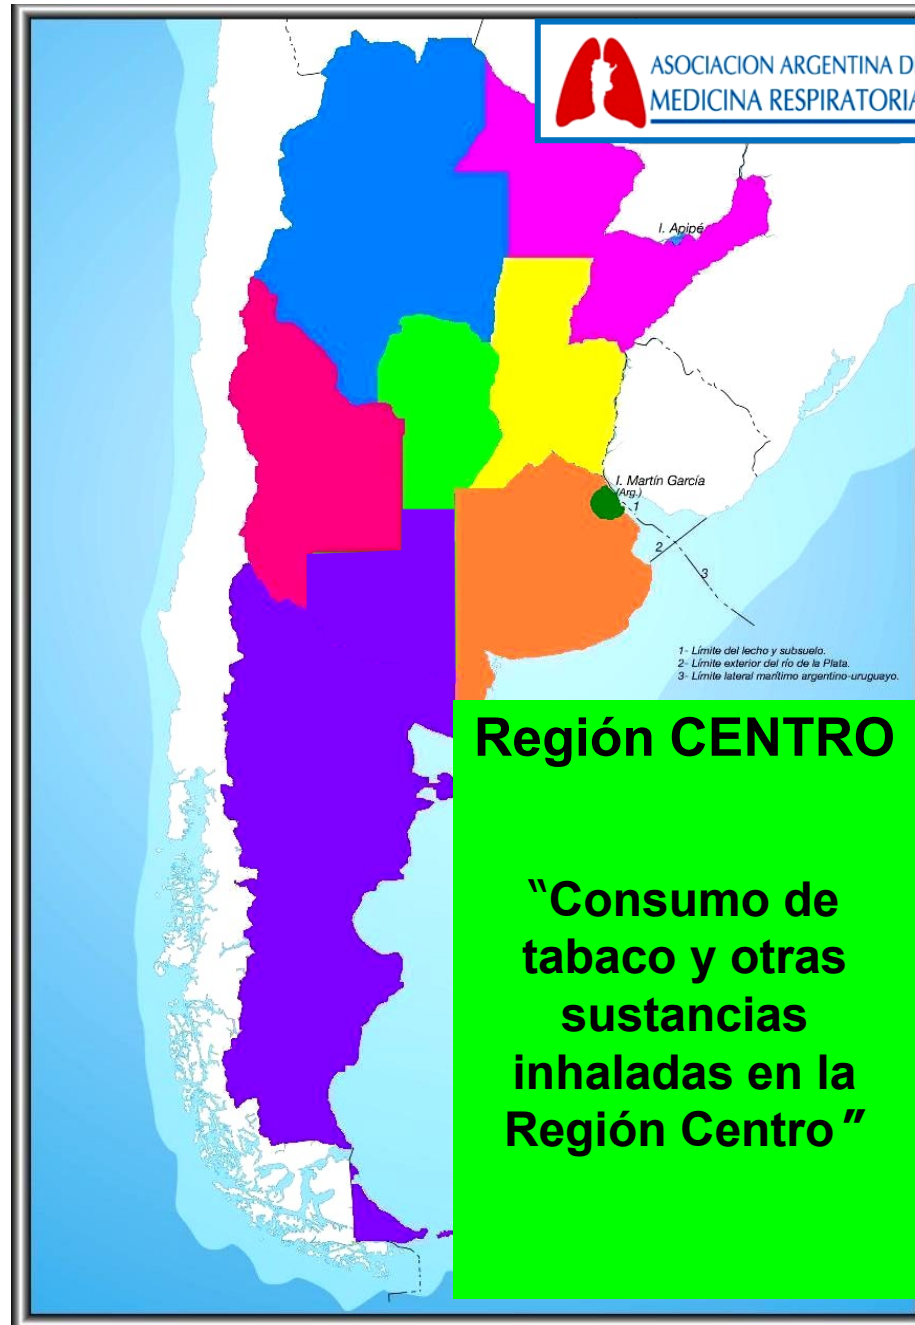 ASOCIACION ARGENTINA D
MEDICINA RESPIRATORIA
I. Apipé
I. Martín García
(Arg.)
1
2
3
1- Límite del lecho y subsuelo.
2- Límite exterior del río de la Plata.
3- Límite lateral marítimo argentino-uruguayo.
Región CENTRO
“Consumo de
tabaco y otras
sustancias
inhaladas en la
Región Centro”